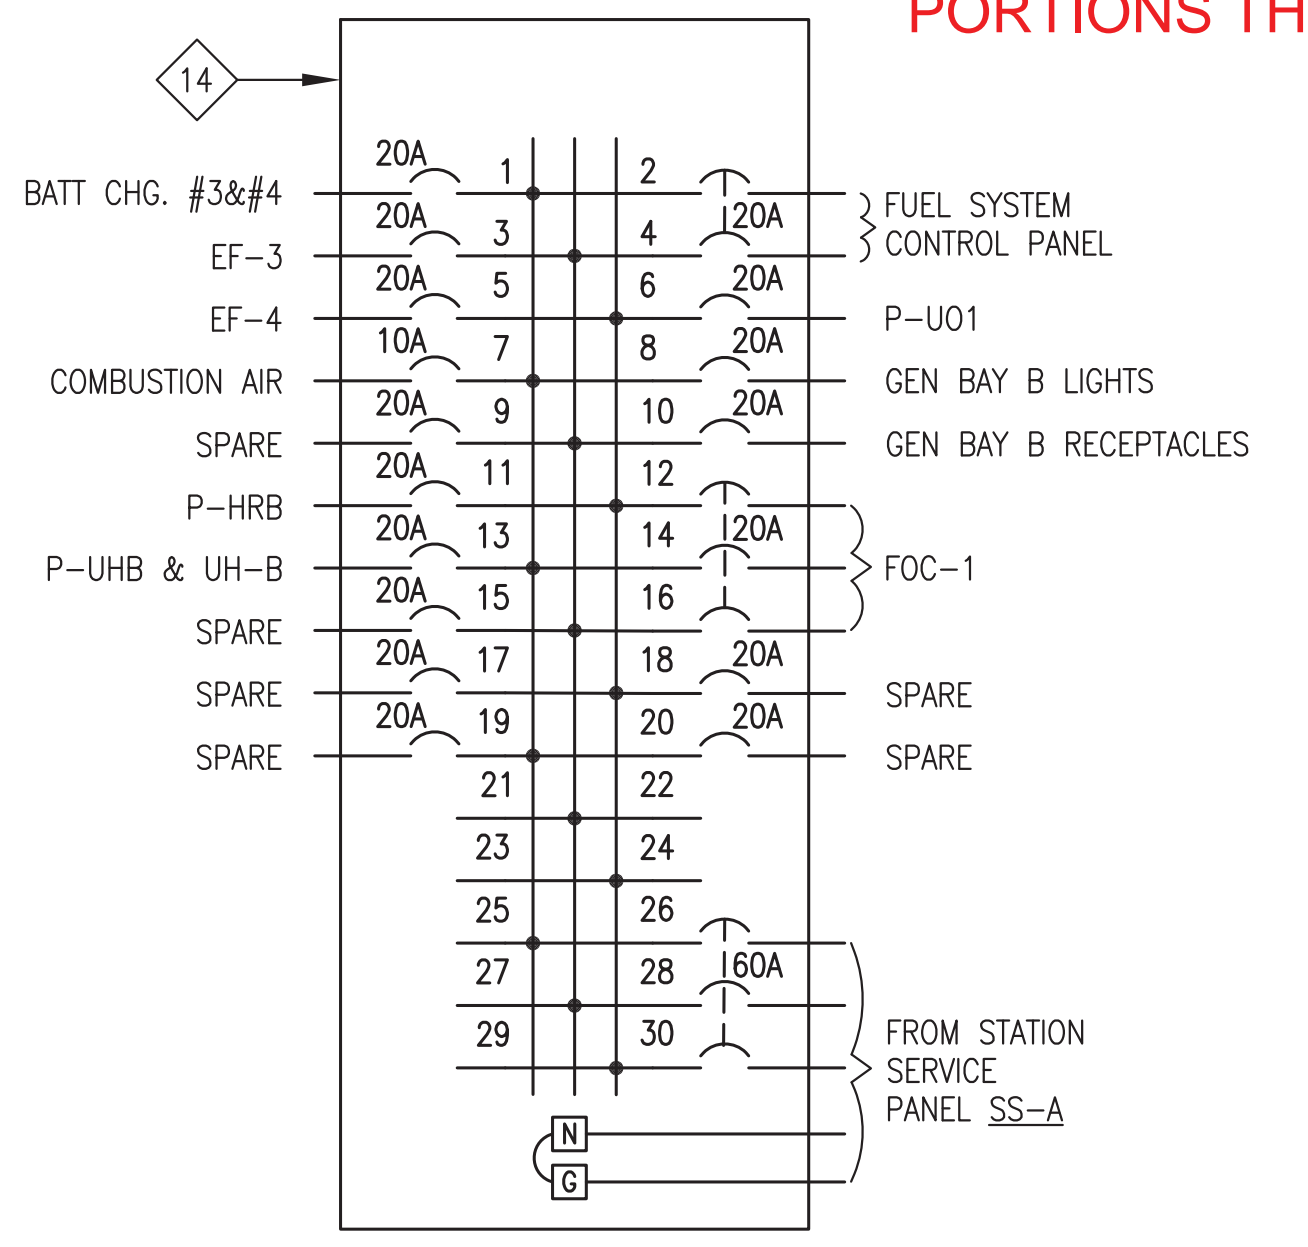 PORTIONS TH
14
20A 1 2
BATT CHG. #3&#4
20A 3 4 20A
FUEL SYSTEM
CONTROL PANEL
EF-3
20A 5 6 20A
EF-4 P-U01
10A 7 8 20A
COMBUSTION AIR GEN BAY B LIGHTS
20A 9 10 20A
SPARE GEN BAY B RECEPTACLES
20A 11 12
P-HRB
20A 13 14 20A
P-UHB & UH-B FOC-1
20A 15 16
SPARE
20A 17 18 20A
SPARE SPARE
20A 19 20 20A
SPARE SPARE
21 22
23 24
25 26
27 28 60A
29 30
FROM STATION
SERVICE
PANEL SS-A
N
G